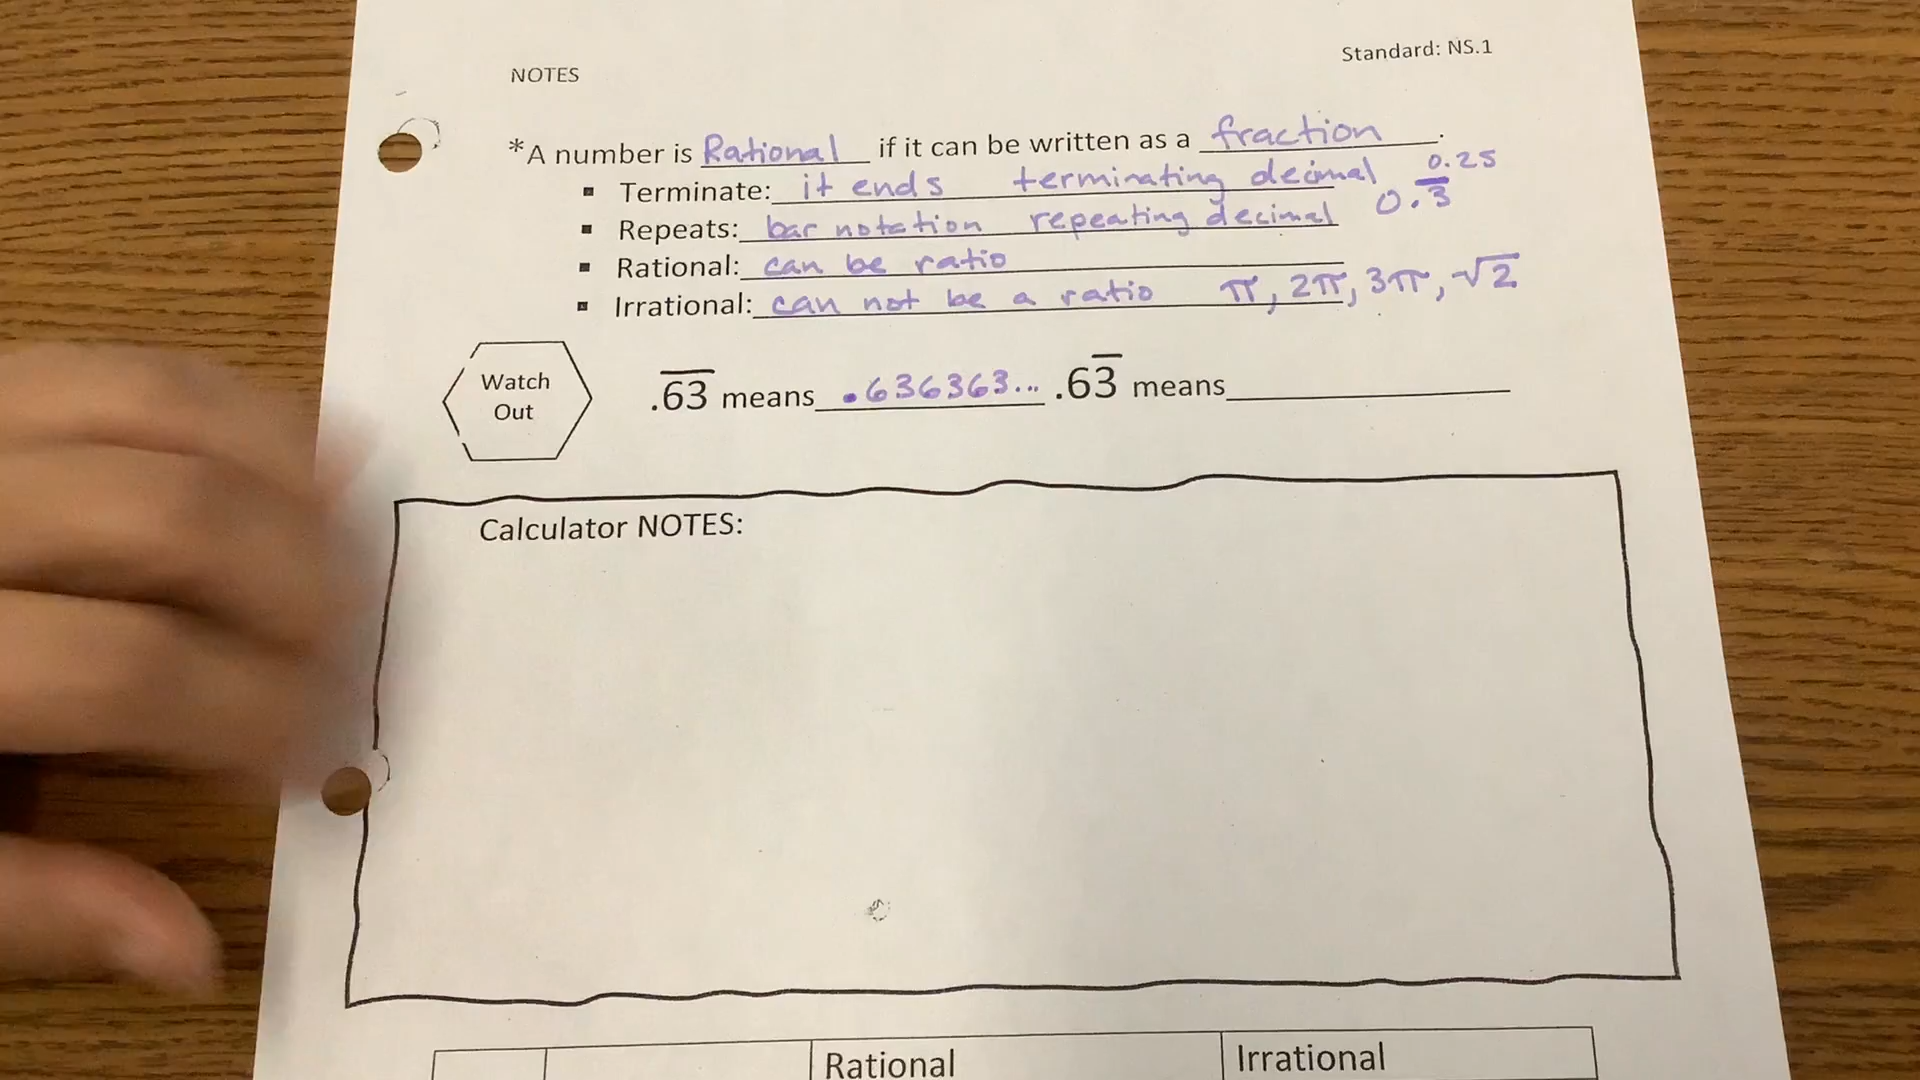 NOTES
Standard: NS.1
*A number is Rational if it can be written as a fraction.
▪ Terminate: it ends terminating decimal 0.25
▪ Repeats: bar notation repeating decimal 0.3̅
▪ Rational: can be ratio
▪ Irrational: can not be a ratio π, 2π, 3π, √2
Watch
Out
.6̅3̅ means .636363... .63̅ means
Calculator NOTES:
Rational
Irrational